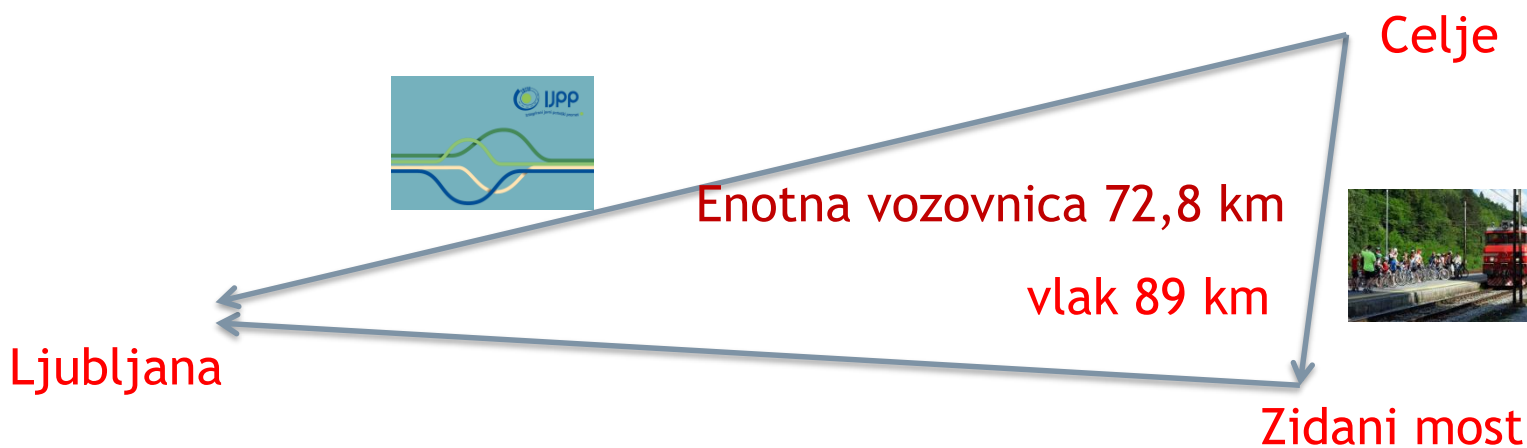 Celje
IJPP
Enotna vozovnica 72,8 km
vlak 89 km
Ljubljana
Zidani most